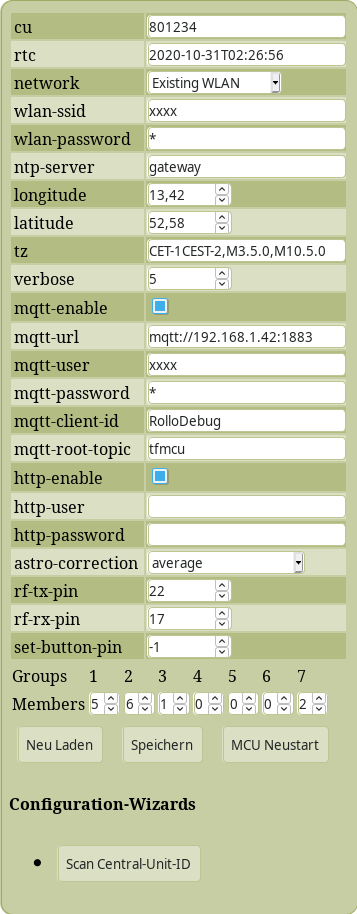 cu 801234
rtc 2020-10-31T02:26:56
network Existing WLAN
wlan-ssid xxxx
wlan-password *
ntp-server gateway
longitude 13,42
latitude 52,58
tz CET-1CEST-2,M3.5.0,M10.5.0
verbose 5
mqtt-enable
mqtt-url mqtt://192.168.1.42:1883
mqtt-user xxxx
mqtt-password *
mqtt-client-id RolloDebug
mqtt-root-topic tfmcu
http-enable
http-user
http-password
astro-correction average
rf-tx-pin 22
rf-rx-pin 17
set-button-pin -1
Groups 1 2 3 4 5 6 7
Members 5 6 1 0 0 0 2
Neu Laden Speichern MCU Neustart
Configuration-Wizards
Scan Central-Unit-ID